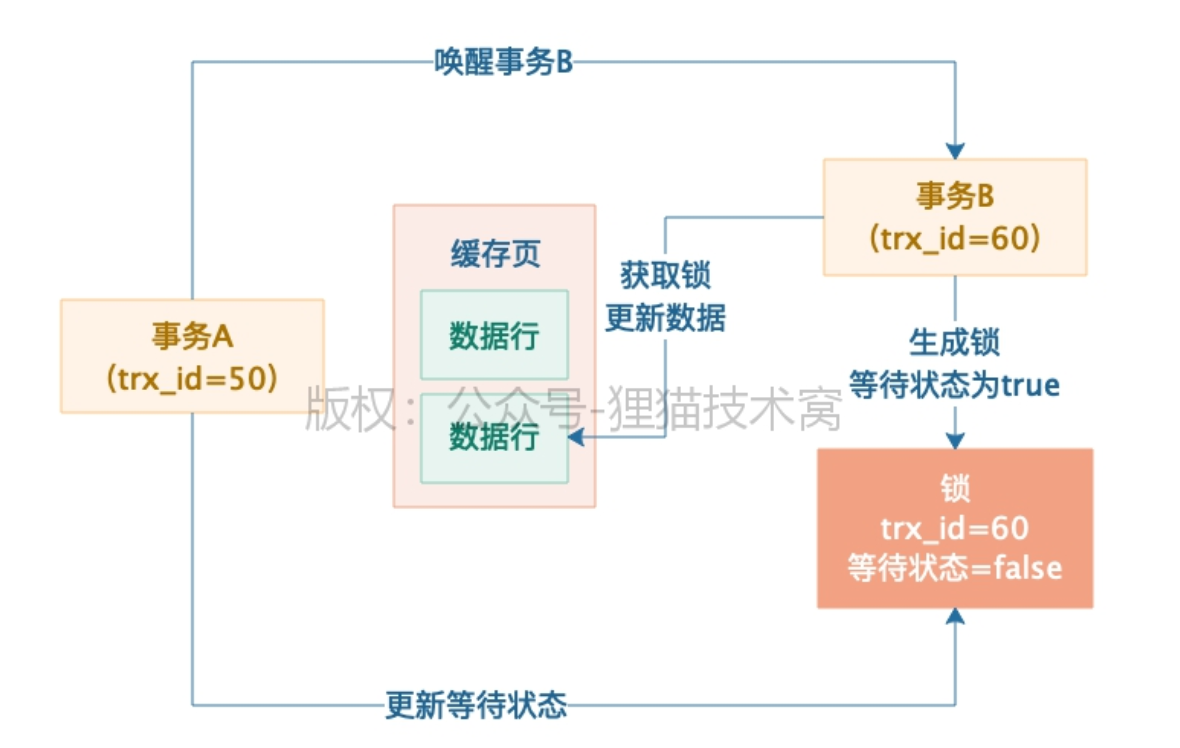 唤醒事务B
事务B
(trx_id=60)
缓存页
获取锁
更新数据
数据行
事务A
(trx_id=50)
生成锁
等待状态为true
版权：公众号-狸猫技术窝
数据行
锁
trx_id=60
等待状态=false
更新等待状态